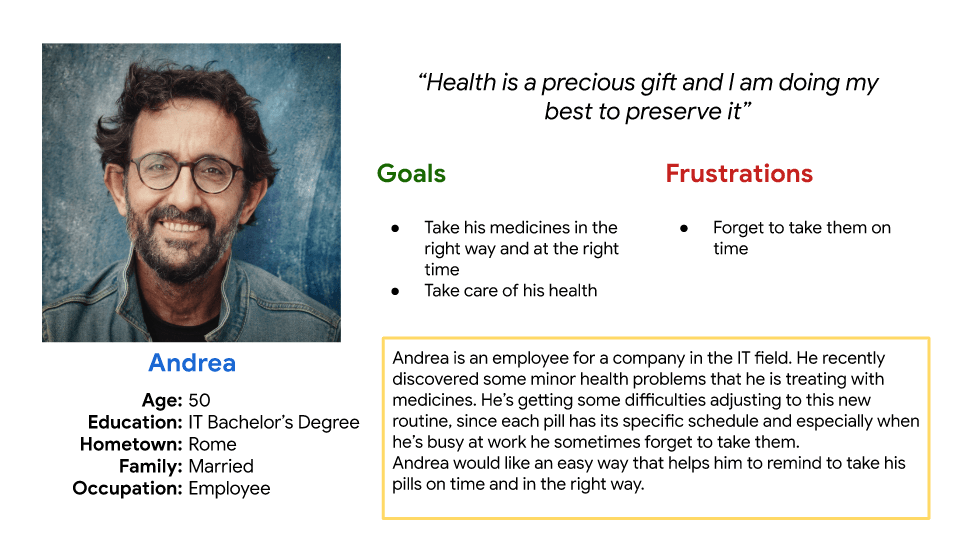 “Health is a precious gift and I am doing my
best to preserve it”
Goals
● Take his medicines in the
right way and at the right
time
● Take care of his health
Frustrations
● Forget to take them on
time
Andrea
Age: 50
Education: IT Bachelor’s Degree
Hometown: Rome
Family: Married
Occupation: Employee
Andrea is an employee for a company in the IT field. He recently
discovered some minor health problems that he is treating with
medicines. He’s getting some difficulties adjusting to this new
routine, since each pill has its specific schedule and especially when
he’s busy at work he sometimes forget to take them.
Andrea would like an easy way that helps him to remind to take his
pills on time and in the right way.